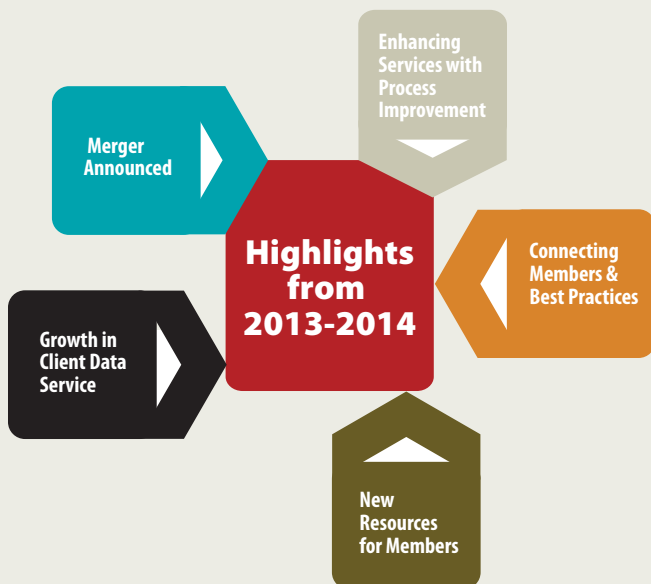 Enhancing
Services with
Process
Improvement
Merger
Announced
Highlights
from
2013-2014
Connecting
Members &
Best Practices
Growth in
Client Data
Service
New
Resources
for Members